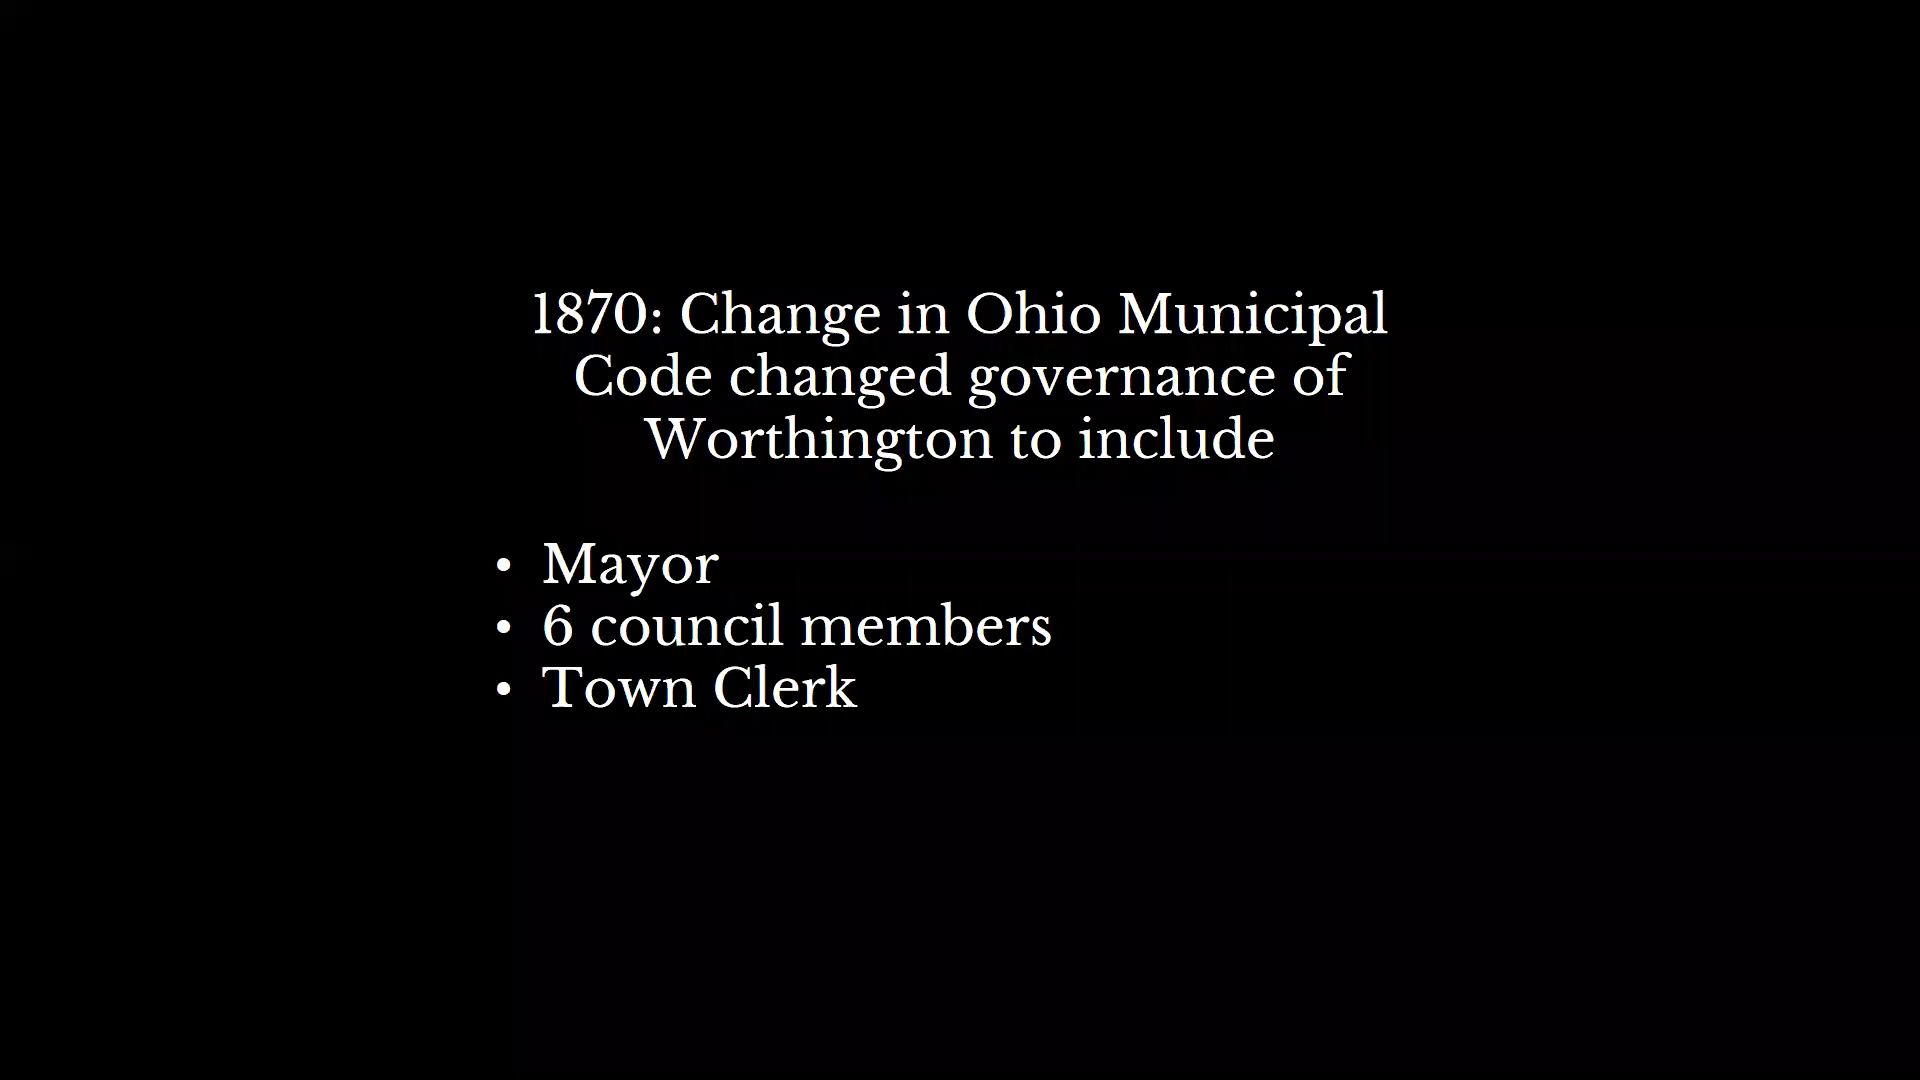 1870: Change in Ohio Municipal
Code changed governance of
Worthington to include
• Mayor
• 6 council members
• Town Clerk